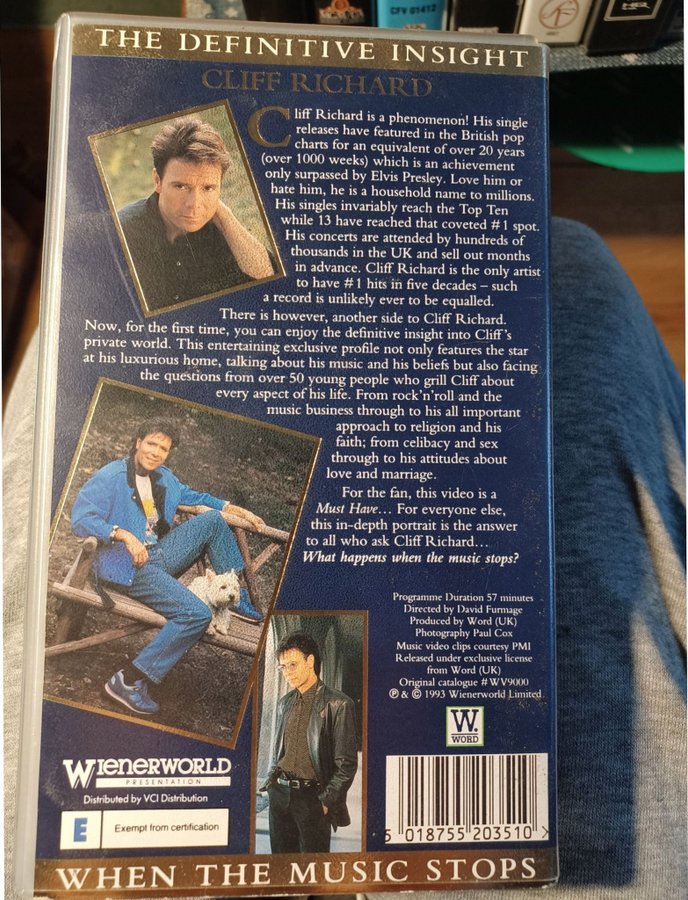 CFV 01412
THE DEFINITIVE INSIGHT
CLIFF RICHARD
Cliff Richard is a phenomenon! His single
releases have featured in the British pop
charts for an equivalent of over 20 years
(over 1000 weeks) which is an achievement
only surpassed by Elvis Presley. Love him or
hate him, he is a household name to millions.
His singles invariably reach the Top Ten
while 13 have reached that coveted #1 spot.
His concerts are attended by hundreds of
thousands in the UK and sell out months
in advance. Cliff Richard is the only artist
to have #1 hits in five decades – such
a record is unlikely ever to be equalled.
There is however, another side to Cliff Richard.
Now, for the first time, you can enjoy the definitive insight into Cliff's
private world. This entertaining exclusive profile not only features the star
at his luxurious home, talking about his music and his beliefs but also facing
the questions from over 50 young people who grill Cliff about
every aspect of his life. From rock'n'roll and the
music business through to his all important
approach to religion and his
faith; from celibacy and sex
through to his attitudes about
love and marriage.
For the fan, this video is a
Must Have... For everyone else,
this in-depth portrait is the answer
to all who ask Cliff Richard...
What happens when the music stops?
Programme Duration 57 minutes
Directed by David Furmage
Produced by Word (UK)
Photography Paul Cox
Music video clips courtesy PMI
Released under exclusive license
from Word (UK)
Original catalogue # WV9000
℗ & © 1993 Wienerworld Limited
W.
WORD
WIENERWORLD
PRESENTATION
Distributed by VCI Distribution
E Exempt from certification
5 018755 203510 >
WHEN THE MUSIC STOPS